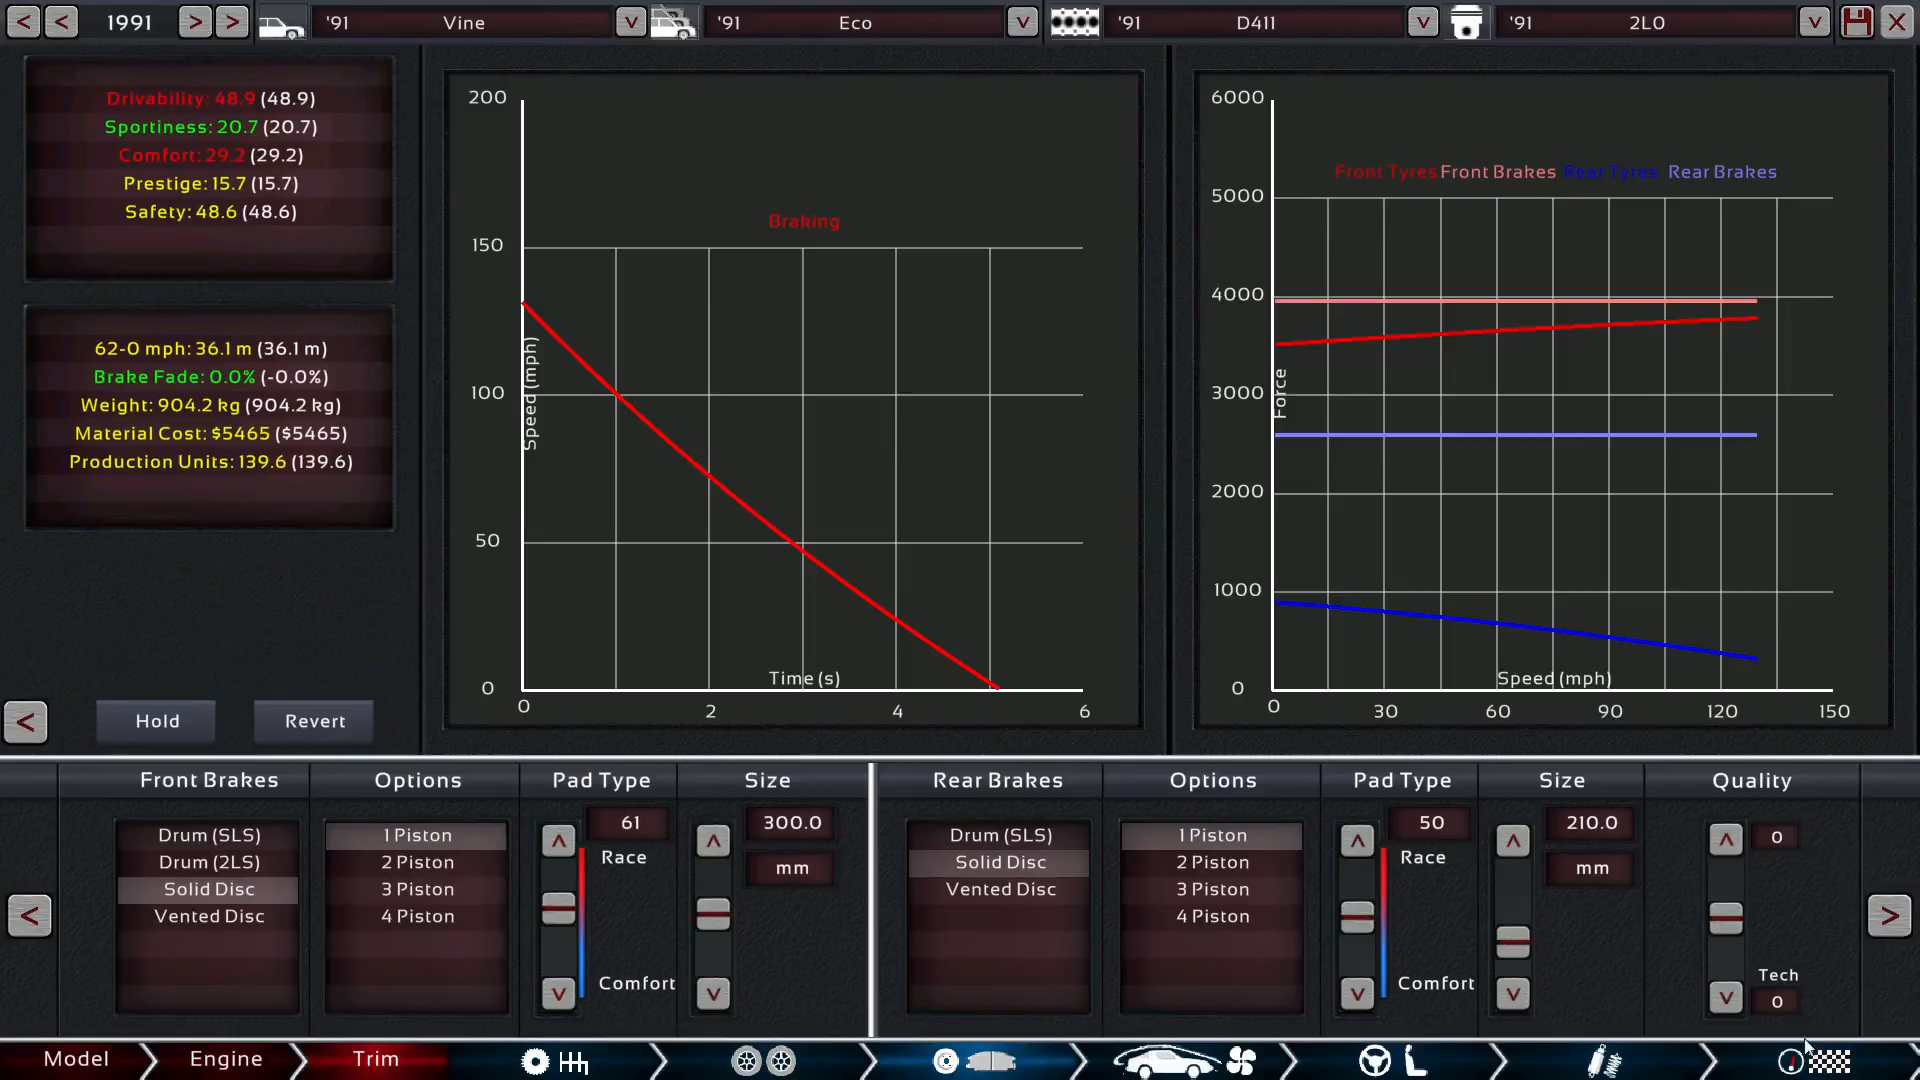 < < 1991 > > '91 Vine V '91 Eco V '91 D411 V '91 2L0 V X
Drivability: 48.9 (48.9)
Sportiness: 20.7 (20.7)
Comfort: 29.2 (29.2)
Prestige: 15.7 (15.7)
Safety: 48.6 (48.6)
62-0 mph: 36.1 m (36.1 m)
Brake Fade: 0.0% (-0.0%)
Weight: 904.2 kg (904.2 kg)
Material Cost: $5465 ($5465)
Production Units: 139.6 (139.6)
< Hold Revert
200
150
100
50
0
Braking
Speed (mph)
Time (s)
0 2 4 6
6000
5000
4000
3000
2000
1000
0
Front Tyres Front Brakes Rear Tyres Rear Brakes
Force
Speed (mph)
0 30 60 90 120 150
Front Brakes Options Pad Type Size Rear Brakes Options Pad Type Size Quality
Drum (SLS)
Drum (2LS)
Solid Disc
Vented Disc
1 Piston
2 Piston
3 Piston
4 Piston
61
Race
Comfort
300.0
mm
Drum (SLS)
Solid Disc
Vented Disc
1 Piston
2 Piston
3 Piston
4 Piston
50
Race
Comfort
210.0
mm
0
Tech
0
Model Engine Trim